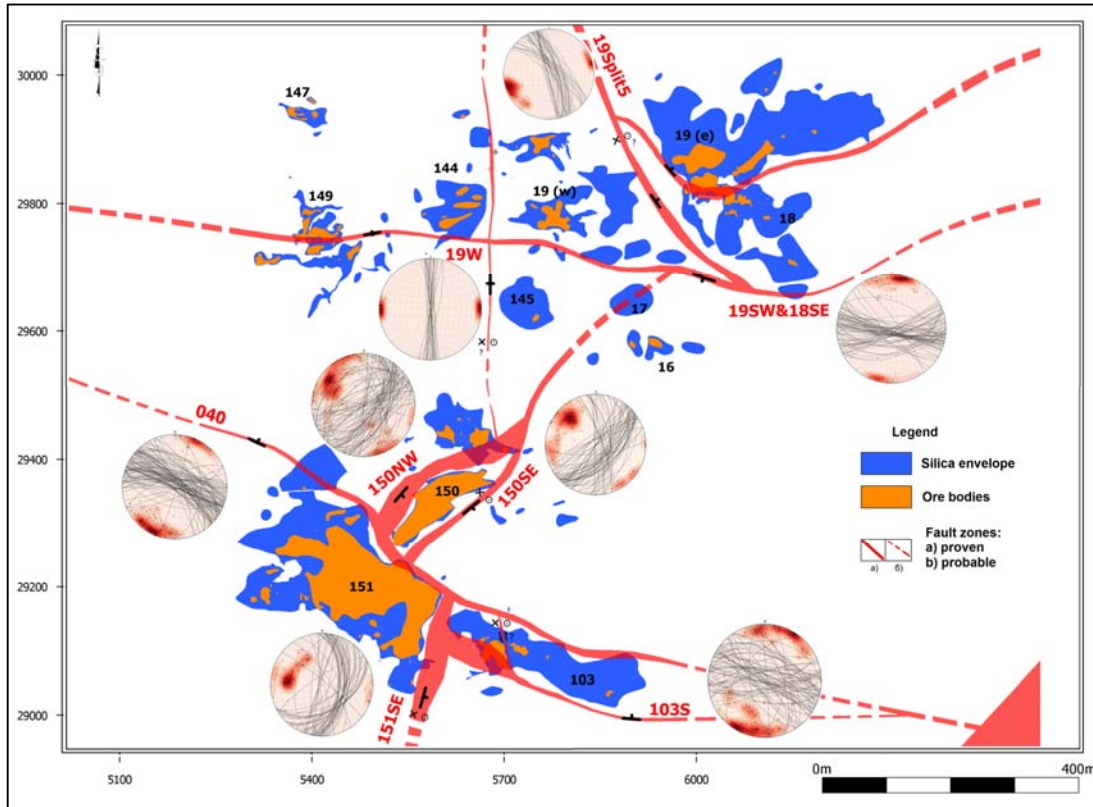 30000
29800
29600
29400
29200
29000
5100
5400
5700
6000
0m
400m
147
149
144
19 (w)
19 (e)
18
145
17
16
150
151
103
19Split5
19W
19SW&18SE
040
150NW
150SE
151SE
103S
?
?
?
Legend
Silica envelope
Ore bodies
Fault zones:
a) proven
b) probable
a)
б)